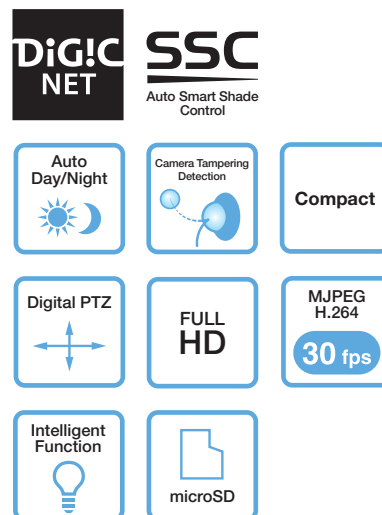 DiG!C
NET
SSC
Auto Smart Shade
Control
Auto
Day/Night
Camera Tampering
Detection
Compact
Digital PTZ
FULL
HD
MJPEG
H.264
30 fps
Intelligent
Function
microSD